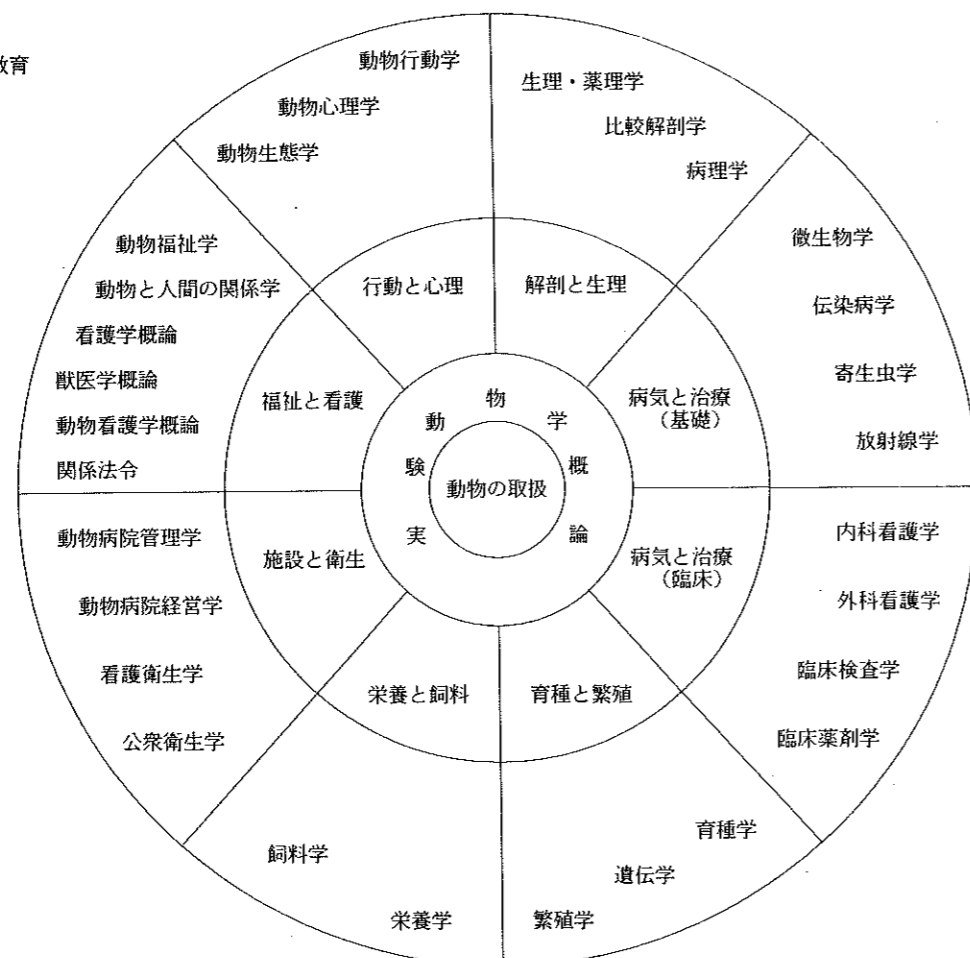 教育
動物行動学
動物心理学
動物生態学
生理・薬理学
比較解剖学
病理学
動物福祉学
動物と人間の関係学
看護学概論
獣医学概論
動物看護学概論
関係法令
微生物学
伝染病学
寄生虫学
放射線学
行動と心理
解剖と生理
福祉と看護
病気と治療
（基礎）
実験動物学概論
動物の取扱
施設と衛生
病気と治療
（臨床）
栄養と飼料
育種と繁殖
動物病院管理学
動物病院経営学
看護衛生学
公衆衛生学
内科看護学
外科看護学
臨床検査学
臨床薬剤学
飼料学
栄養学
育種学
遺伝学
繁殖学